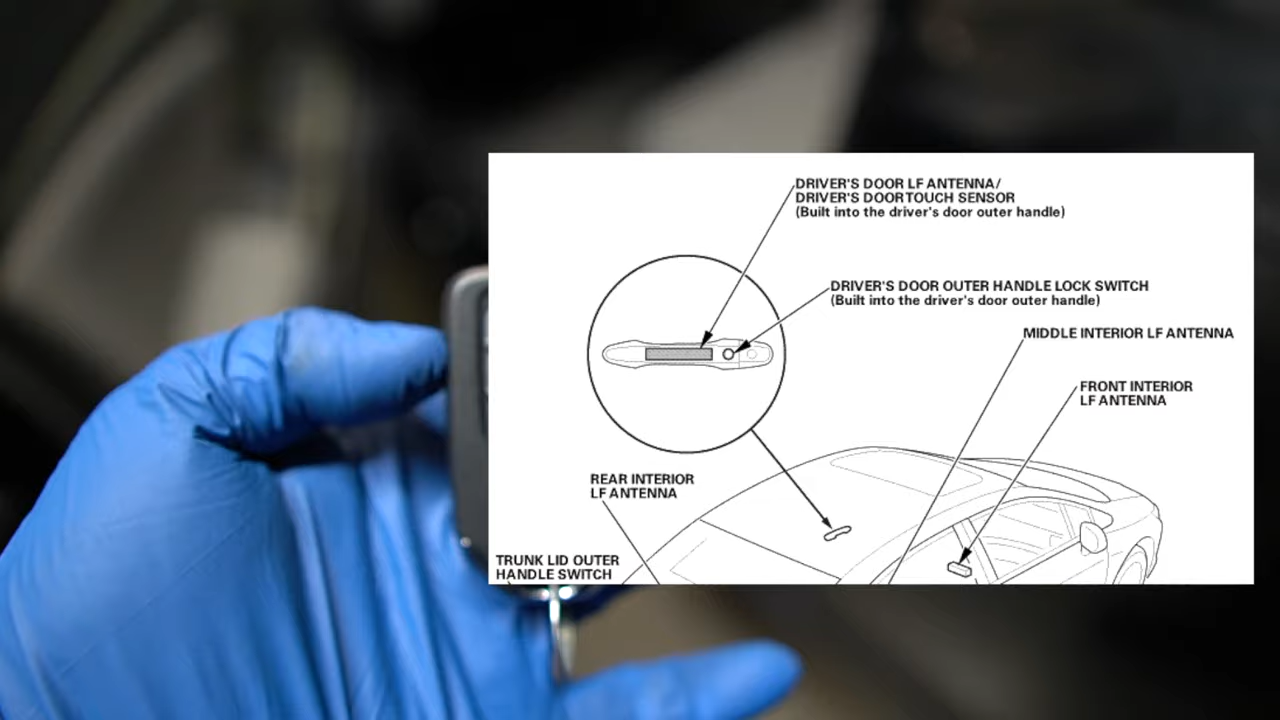 DRIVER'S DOOR LF ANTENNA/
DRIVER'S DOOR TOUCH SENSOR
(Built into the driver's door outer handle)
DRIVER'S DOOR OUTER HANDLE LOCK SWITCH
(Built into the driver's door outer handle)
MIDDLE INTERIOR LF ANTENNA
FRONT INTERIOR
LF ANTENNA
REAR INTERIOR
LF ANTENNA
TRUNK LID OUTER
HANDLE SWITCH